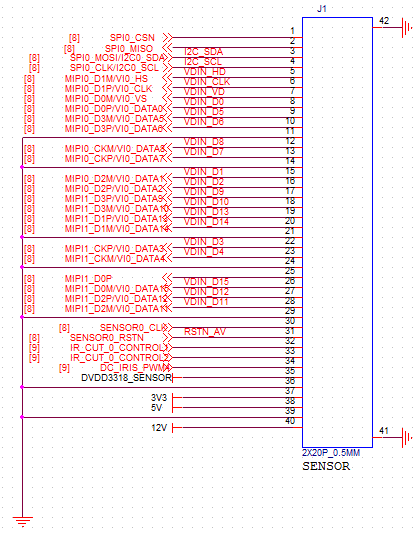 J1
42
1
[8] SPI0_CSN
2
[8] SPI0_MISO
I2C_SDA 3
[8] SPI0_MOSI/I2C0_SDA
I2C_SCL 4
[8] SPI0_CLK/I2C0_SCL
VDIN_HD 5
[8] MIPI0_D1M/VI0_HS
VDIN_CLK 6
[8] MIPI0_D1P/VI0_CLK
VDIN_VD 7
[8] MIPI0_D0M/VI0_VS
VDIN_D0 8
[8] MIPI0_D0P/VI0_DATA0
VDIN_D5 9
[8] MIPI0_D3M/VI0_DATA5
VDIN_D6 10
[8] MIPI0_D3P/VI0_DATA6
11
VDIN_D8 12
[8] MIPI0_CKM/VI0_DATA8
VDIN_D7 13
[8] MIPI0_CKP/VI0_DATA7
14
VDIN_D1 15
[8] MIPI0_D2M/VI0_DATA1
VDIN_D2 16
[8] MIPI0_D2P/VI0_DATA2
VDIN_D9 17
[8] MIPI1_D3P/VI0_DATA9
VDIN_D10 18
[8] MIPI1_D3M/VI0_DATA10
VDIN_D13 19
[8] MIPI1_D1P/VI0_DATA13
VDIN_D14 20
[8] MIPI1_D1M/VI0_DATA14
21
VDIN_D3 22
[8] MIPI1_CKP/VI0_DATA3
VDIN_D4 23
[8] MIPI1_CKM/VI0_DATA4
24
25
[8] MIPI1_D0P
VDIN_D15 26
[8] MIPI1_D0M/VI0_DATA15
VDIN_D12 27
[8] MIPI1_D2P/VI0_DATA12
VDIN_D11 28
[8] MIPI1_D2M/VI0_DATA11
29
30
[8] SENSOR0_CLK
RSTN_AV 31
[8] SENSOR0_RSTN
32
[9] IR_CUT_0_CONTROL1
33
[9] IR_CUT_0_CONTROL2
34
[9] DC_IRIS_PWM
35
DVDD3318_SENSOR
36
37
3V3
38
5V
39
40
12V
41
2X20P_0.5MM
SENSOR